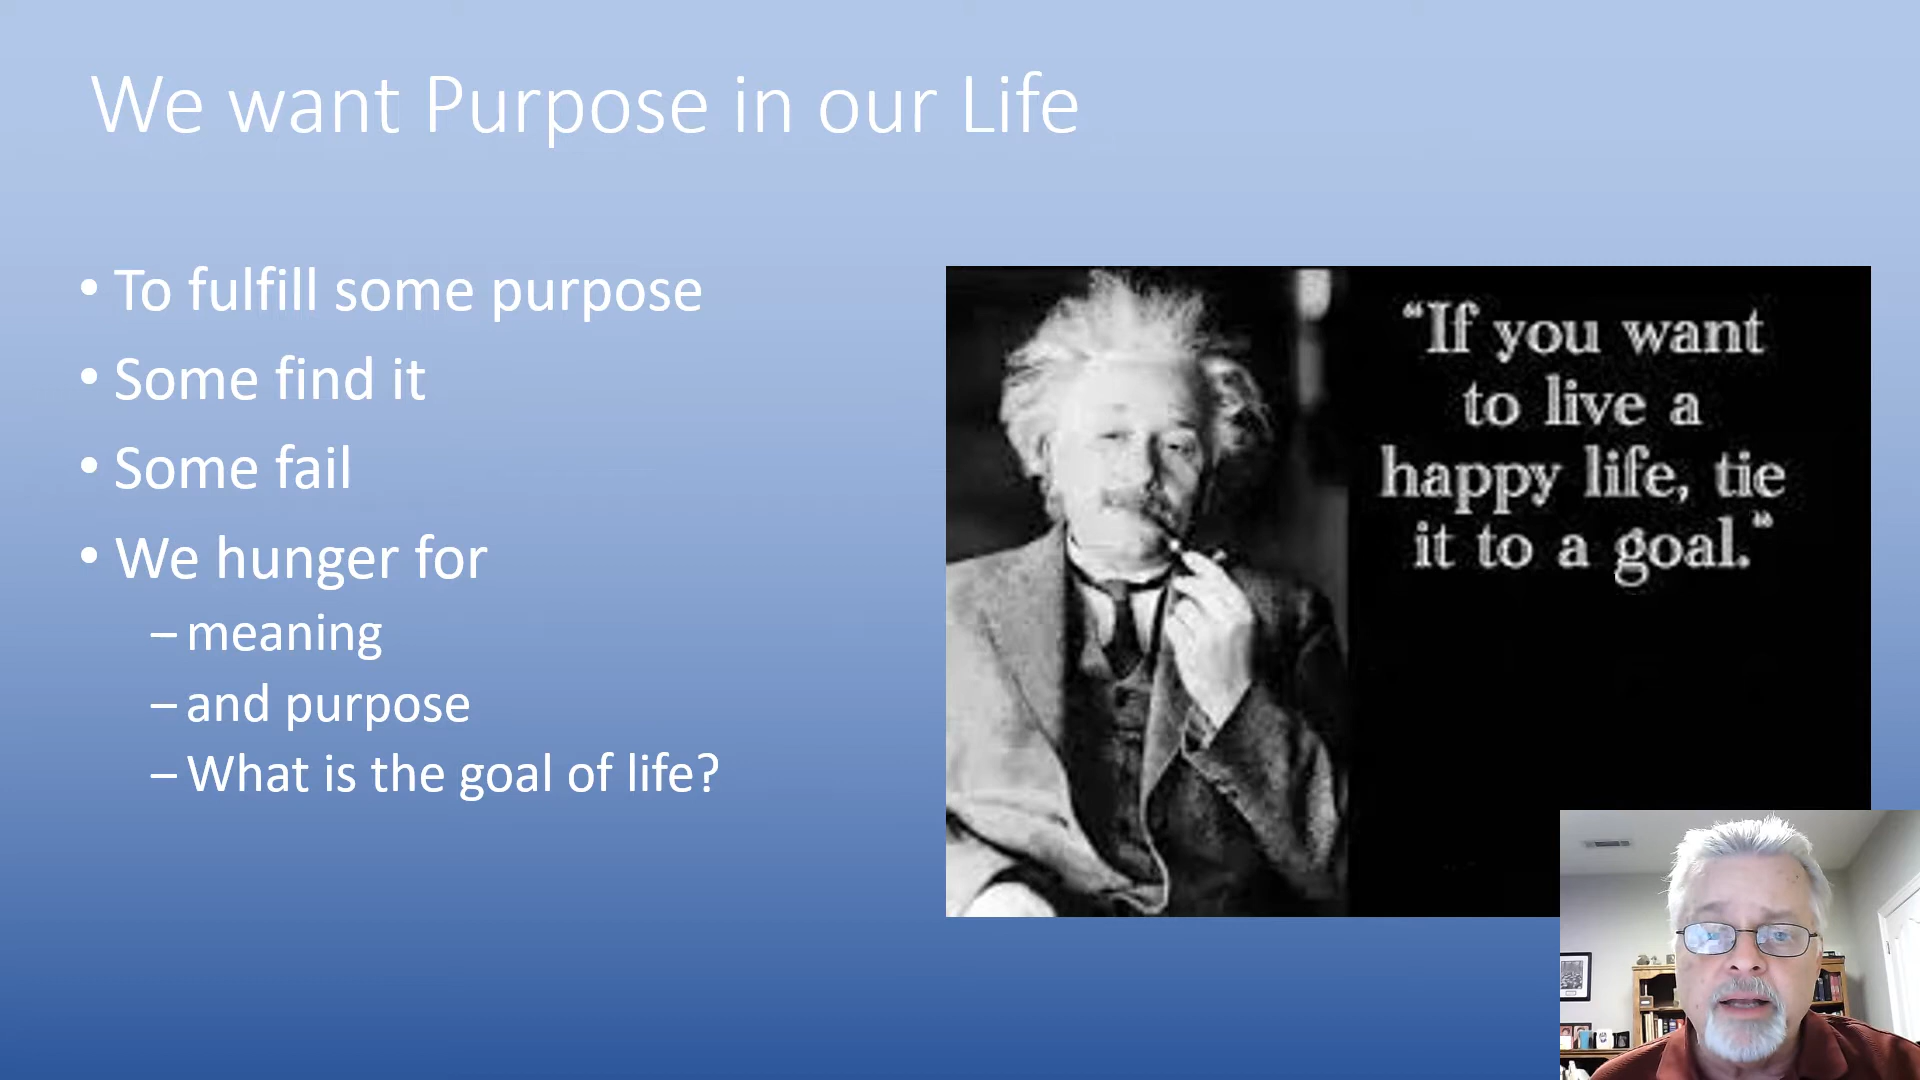 We want Purpose in our Life
• To fulfill some purpose
• Some find it
• Some fail
• We hunger for
– meaning
– and purpose
– What is the goal of life?
“If you want
to live a
happy life, tie
it to a goal.”